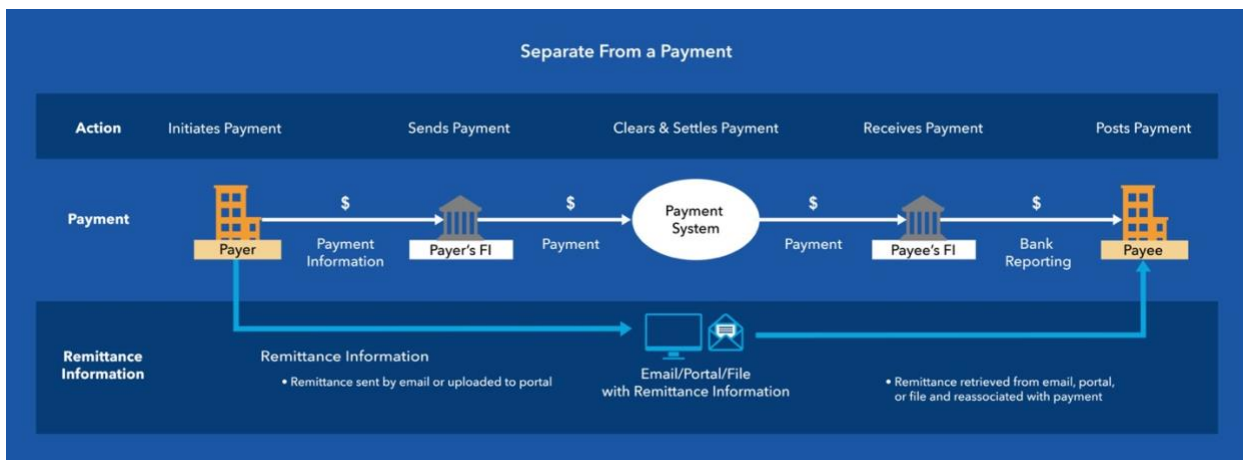 Separate From a Payment
Action
Initiates Payment
Sends Payment
Clears & Settles Payment
Receives Payment
Posts Payment
Payment
$
$
$
$
Payer
Payment
Information
Payer's FI
Payment
Payment
System
Payment
Payee's FI
Bank
Reporting
Payee
Remittance
Information
Remittance Information
• Remittance sent by email or uploaded to portal
Email/Portal/File
with Remittance Information
• Remittance retrieved from email, portal,
or file and reassociated with payment